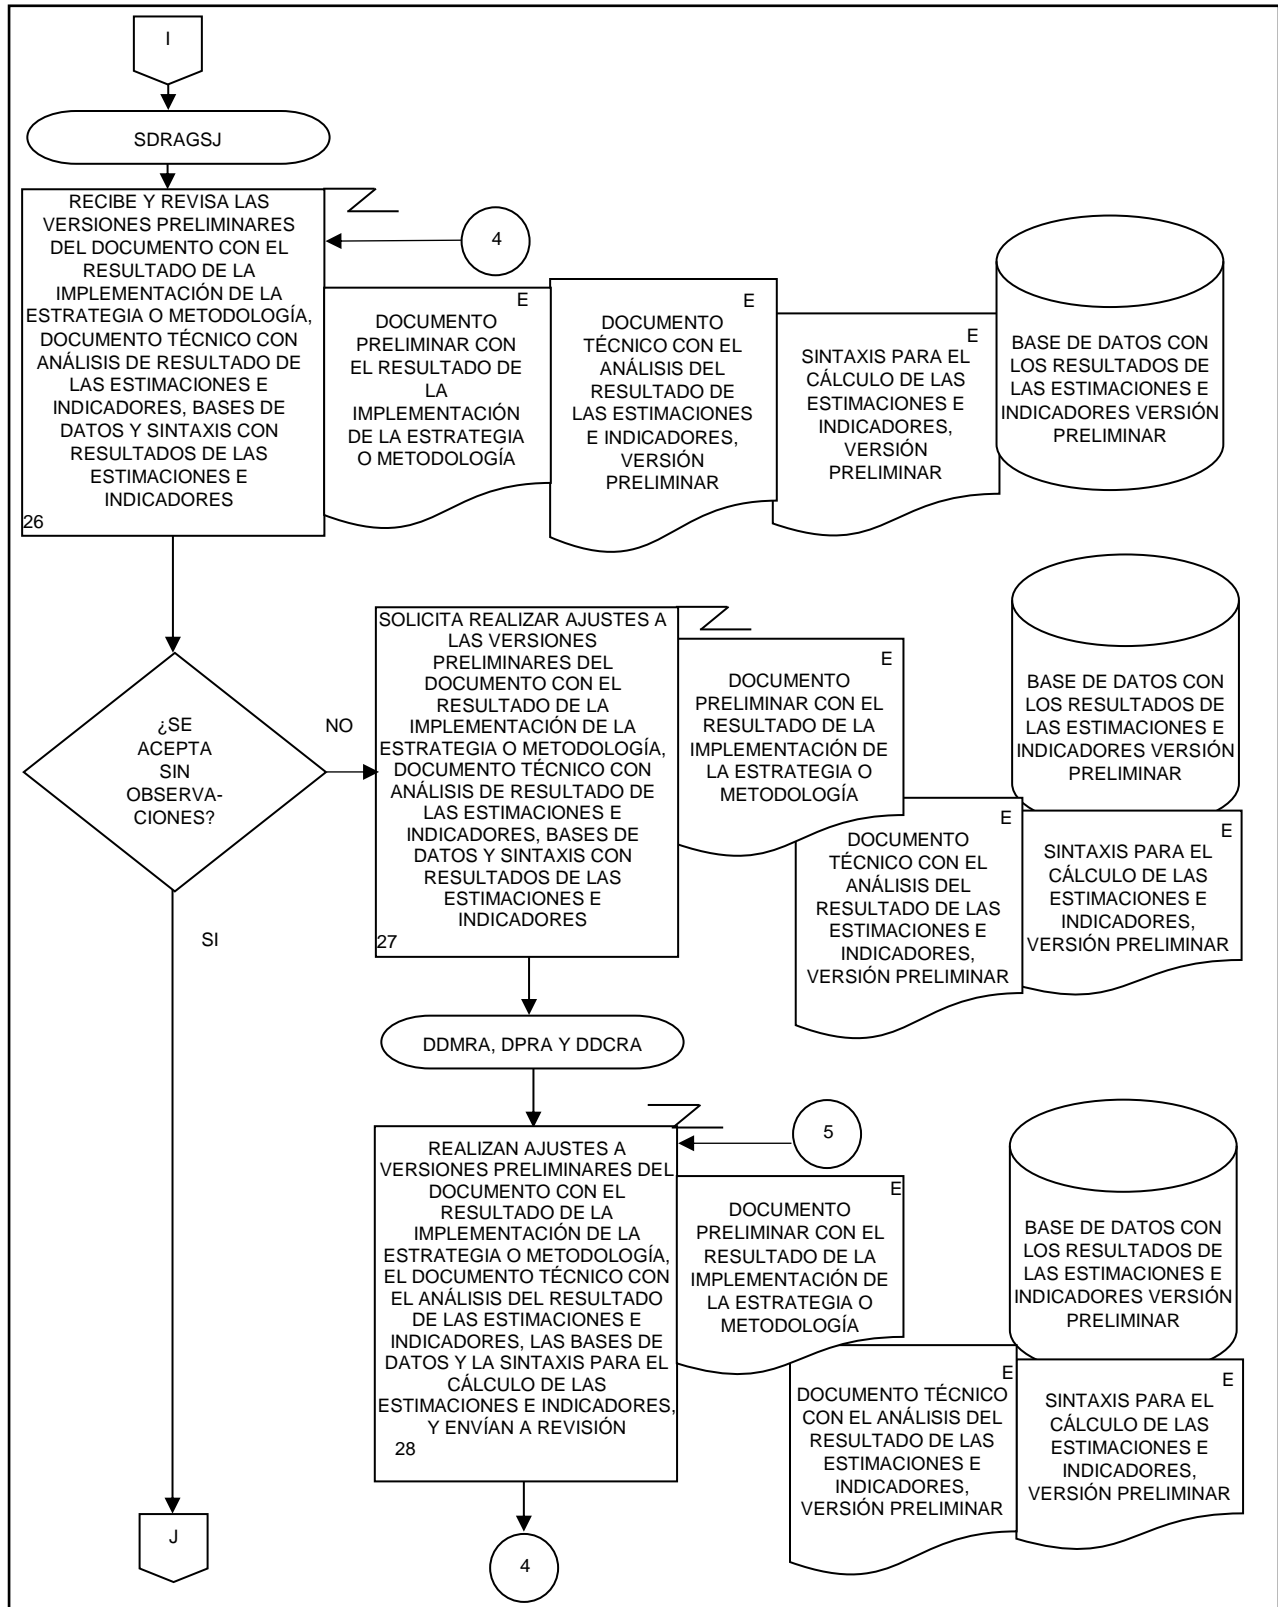 I
SDRAGSJ
RECIBE Y REVISA LAS
VERSIONES PRELIMINARES
DEL DOCUMENTO CON EL
RESULTADO DE LA
IMPLEMENTACIÓN DE LA
ESTRATEGIA O METODOLOGÍA,
DOCUMENTO TÉCNICO CON
ANÁLISIS DE RESULTADO DE
LAS ESTIMACIONES E
INDICADORES, BASES DE
DATOS Y SINTAXIS CON
RESULTADOS DE LAS
ESTIMACIONES E
INDICADORES
26
4
E
DOCUMENTO
PRELIMINAR CON
EL RESULTADO DE
LA
IMPLEMENTACIÓN
DE LA ESTRATEGIA
O METODOLOGÍA
E
DOCUMENTO
TÉCNICO CON EL
ANÁLISIS DEL
RESULTADO DE
LAS ESTIMACIONES
E INDICADORES,
VERSIÓN
PRELIMINAR
E
SINTAXIS PARA EL
CÁLCULO DE LAS
ESTIMACIONES E
INDICADORES,
VERSIÓN
PRELIMINAR
BASE DE DATOS CON
LOS RESULTADOS DE
LAS ESTIMACIONES E
INDICADORES VERSIÓN
PRELIMINAR
¿SE
ACEPTA
SIN
OBSERVA-
CIONES?
NO
SI
SOLICITA REALIZAR AJUSTES A
LAS VERSIONES
PRELIMINARES DEL
DOCUMENTO CON EL
RESULTADO DE LA
IMPLEMENTACIÓN DE LA
ESTRATEGIA O METODOLOGÍA,
DOCUMENTO TÉCNICO CON
ANÁLISIS DE RESULTADO DE
LAS ESTIMACIONES E
INDICADORES, BASES DE
DATOS Y SINTAXIS CON
RESULTADOS DE LAS
ESTIMACIONES E
INDICADORES
27
E
DOCUMENTO
PRELIMINAR CON EL
RESULTADO DE LA
IMPLEMENTACIÓN DE
LA ESTRATEGIA O
METODOLOGÍA
BASE DE DATOS CON
LOS RESULTADOS DE
LAS ESTIMACIONES E
INDICADORES VERSIÓN
PRELIMINAR
E
DOCUMENTO
TÉCNICO CON EL
ANÁLISIS DEL
RESULTADO DE LAS
ESTIMACIONES E
INDICADORES,
VERSIÓN PRELIMINAR
E
SINTAXIS PARA EL
CÁLCULO DE LAS
ESTIMACIONES E
INDICADORES,
VERSIÓN PRELIMINAR
DDMRA, DPRA Y DDCRA
REALIZAN AJUSTES A
VERSIONES PRELIMINARES DEL
DOCUMENTO CON EL
RESULTADO DE LA
IMPLEMENTACIÓN DE LA
ESTRATEGIA O METODOLOGÍA,
EL DOCUMENTO TÉCNICO CON
EL ANÁLISIS DEL RESULTADO
DE LAS ESTIMACIONES E
INDICADORES, LAS BASES DE
DATOS Y LA SINTAXIS PARA EL
CÁLCULO DE LAS
ESTIMACIONES E INDICADORES,
Y ENVÍAN A REVISIÓN
28
5
E
DOCUMENTO
PRELIMINAR CON EL
RESULTADO DE LA
IMPLEMENTACIÓN DE
LA ESTRATEGIA O
METODOLOGÍA
BASE DE DATOS CON
LOS RESULTADOS DE
LAS ESTIMACIONES E
INDICADORES VERSIÓN
PRELIMINAR
E
DOCUMENTO TÉCNICO
CON EL ANÁLISIS DEL
RESULTADO DE LAS
ESTIMACIONES E
INDICADORES,
VERSIÓN PRELIMINAR
E
SINTAXIS PARA EL
CÁLCULO DE LAS
ESTIMACIONES E
INDICADORES,
VERSIÓN PRELIMINAR
J
4